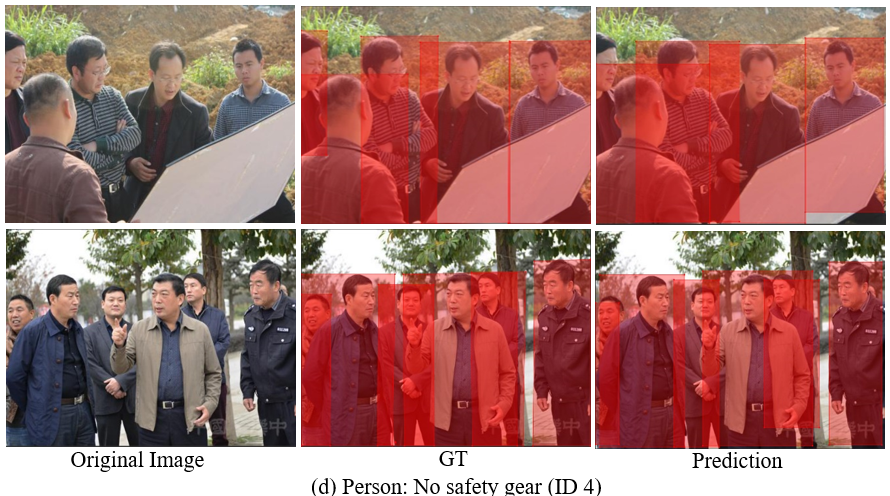 Original Image
GT
Prediction
(d) Person: No safety gear (ID 4)